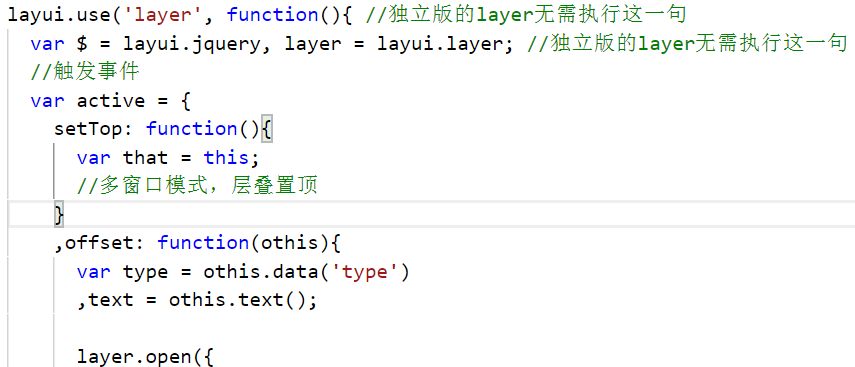 layui.use('layer', function(){ //独立版的layer无需执行这一句
var $ = layui.jquery, layer = layui.layer; //独立版的layer无需执行这一句
//触发事件
var active = {
setTop: function(){
var that = this;
//多窗口模式，层叠置顶
}
,offset: function(othis){
var type = othis.data('type')
,text = othis.text();
layer.open({